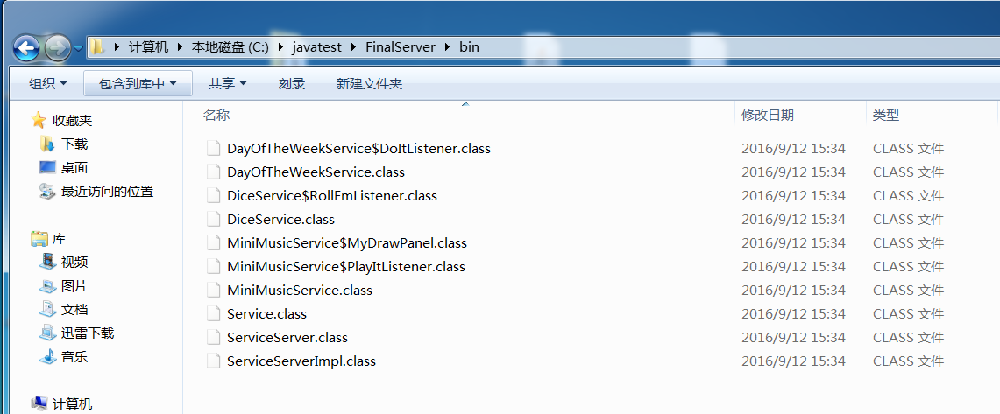 计算机 本地磁盘 (C:) javatest FinalServer bin
组织 包含到库中 共享 刻录 新建文件夹
收藏夹
下载
桌面
最近访问的位置
库
视频
图片
文档
迅雷下载
音乐
计算机
名称 修改日期 类型
DayOfTheWeekService$DoItListener.class 2016/9/12 15:34 CLASS 文件
DayOfTheWeekService.class 2016/9/12 15:34 CLASS 文件
DiceService$RollEmListener.class 2016/9/12 15:34 CLASS 文件
DiceService.class 2016/9/12 15:34 CLASS 文件
MiniMusicService$MyDrawPanel.class 2016/9/12 15:34 CLASS 文件
MiniMusicService$PlayItListener.class 2016/9/12 15:34 CLASS 文件
MiniMusicService.class 2016/9/12 15:34 CLASS 文件
Service.class 2016/9/12 15:34 CLASS 文件
ServiceServer.class 2016/9/12 15:34 CLASS 文件
ServiceServerImpl.class 2016/9/12 15:34 CLASS 文件